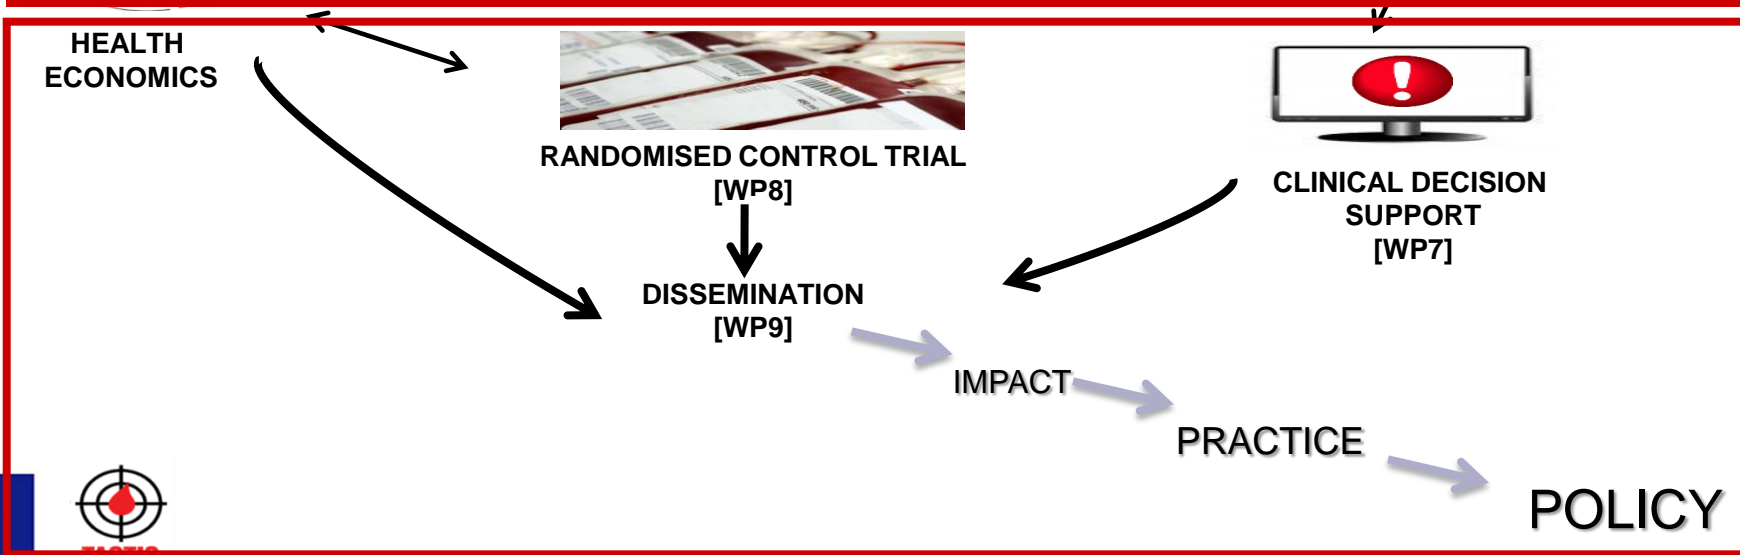 HEALTH
ECONOMICS
RANDOMISED CONTROL TRIAL
[WP8]
CLINICAL DECISION
SUPPORT
[WP7]
DISSEMINATION
[WP9]
IMPACT
PRACTICE
POLICY